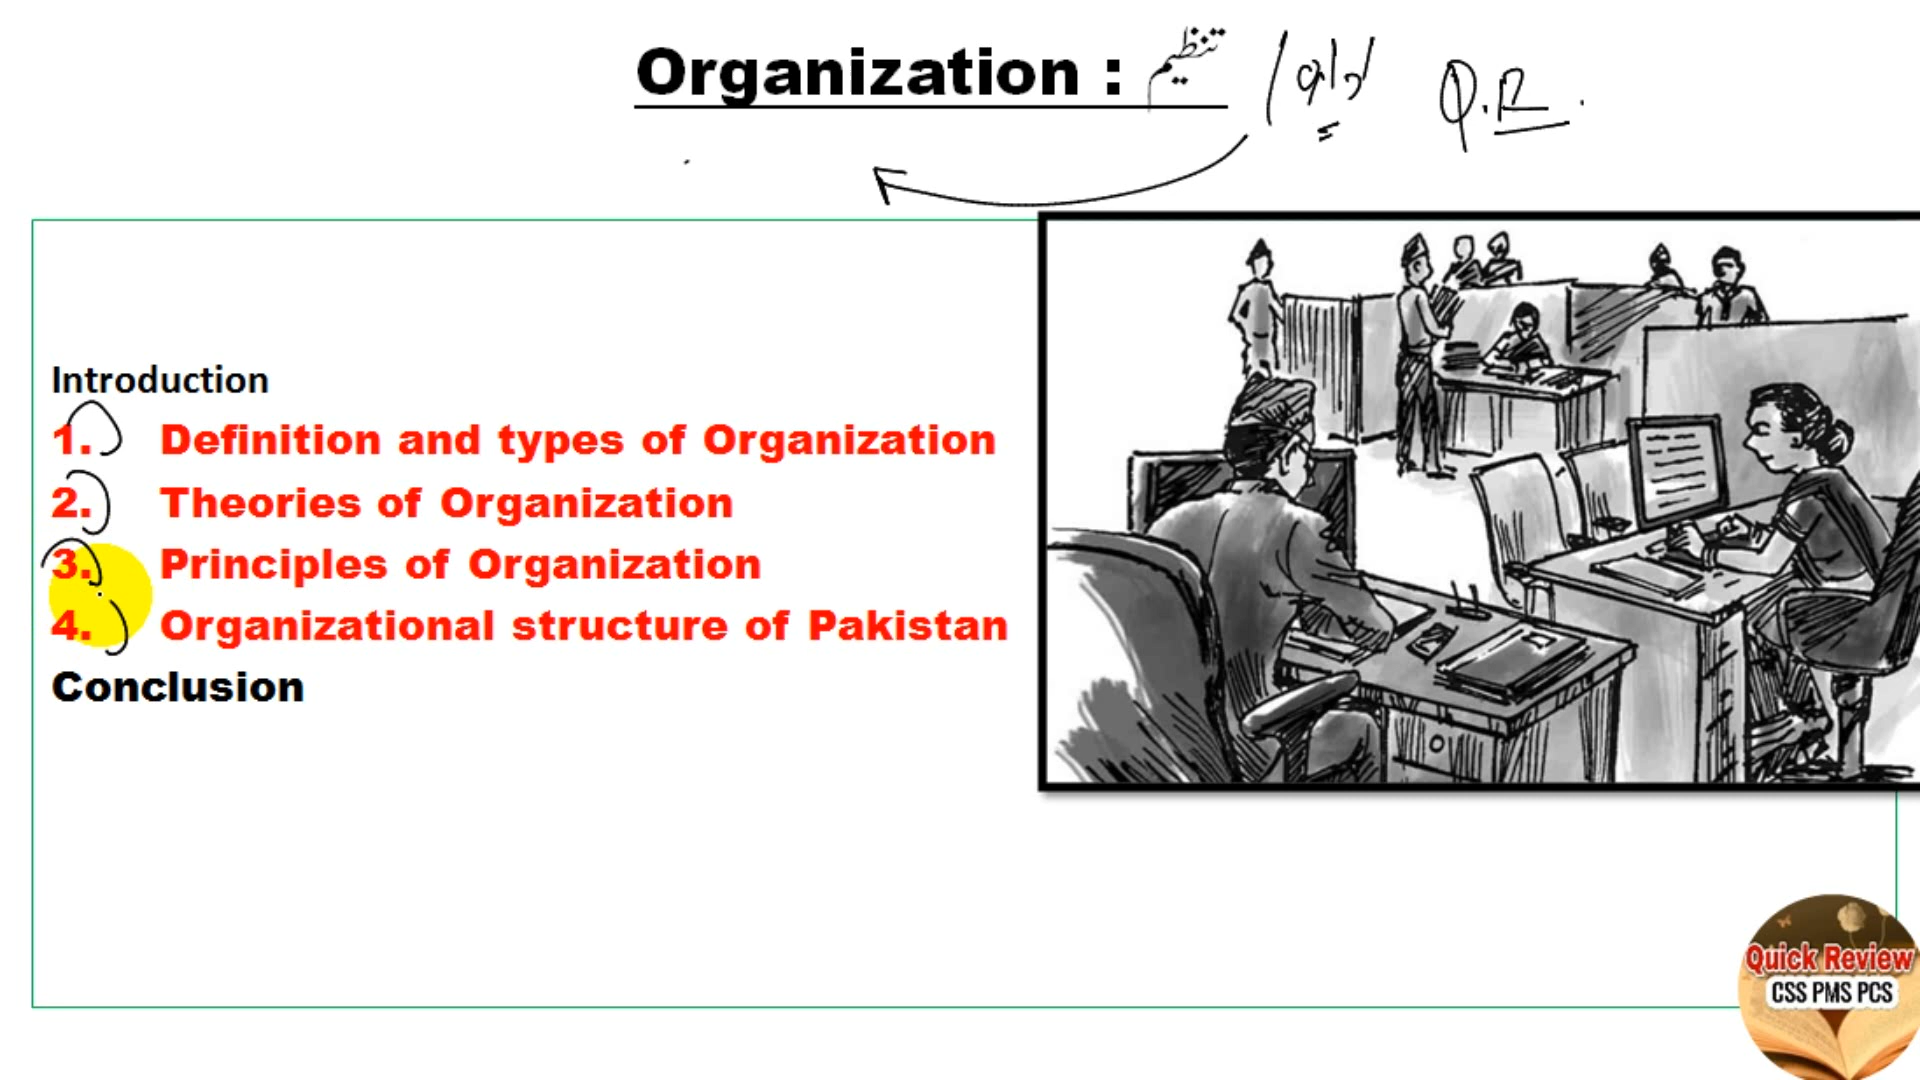 Organization : تنظیم / ادارہ Q.R.
Introduction
1. Definition and types of Organization
2. Theories of Organization
3. Principles of Organization
4. Organizational structure of Pakistan
Conclusion
Quick Review
CSS PMS PCS